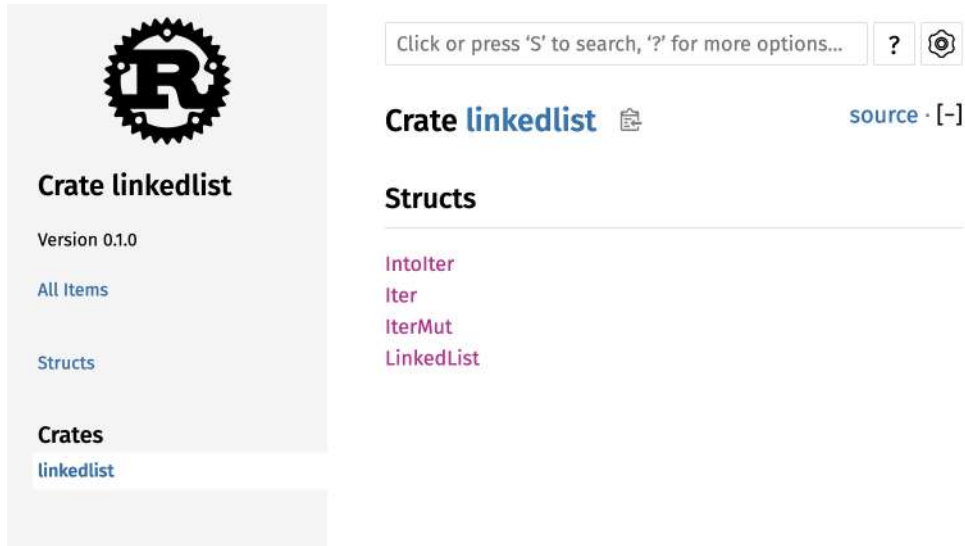 R
Crate linkedlist
Version 0.1.0
All Items
Structs
Crates
linkedlist
Click or press ‘S’ to search, ‘?’ for more options...
?
Crate linkedlist
source · [−]
Structs
IntoIter
Iter
IterMut
LinkedList